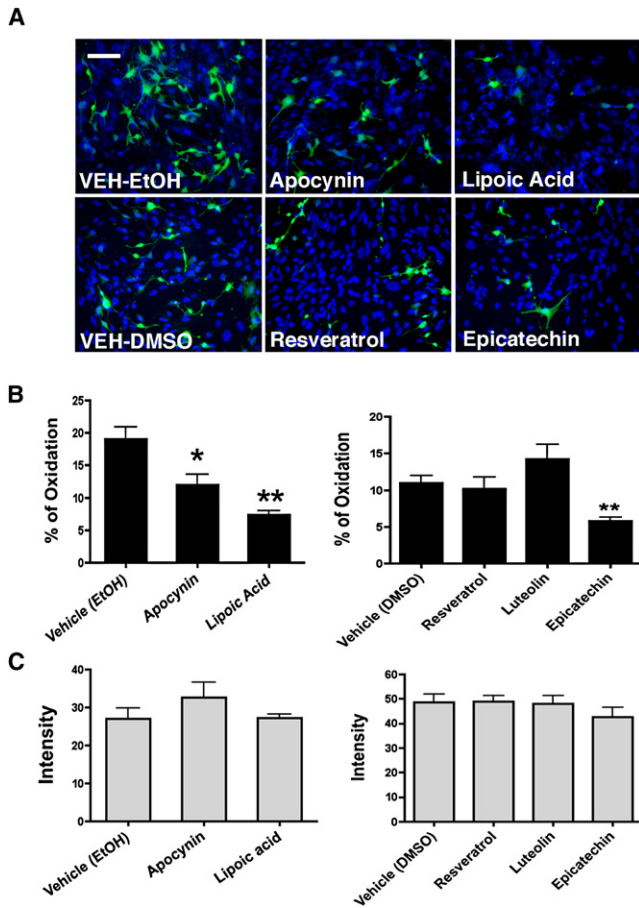 A
VEH-EtOH
Apocynin
Lipoic Acid
VEH-DMSO
Resveratrol
Epicatechin
B
% of Oxidation
25
20
15
10
5
0
*
**
Vehicle (EtOH)
Apocynin
Lipoic Acid
% of Oxidation
20
15
10
5
0
**
Vehicle (DMSO)
Resveratrol
Luteolin
Epicatechin
C
Intensity
40
30
20
10
0
Vehicle (EtOH)
Apocynin
Lipoic acid
Intensity
60
50
40
30
20
10
0
Vehicle (DMSO)
Resveratrol
Luteolin
Epicatechin